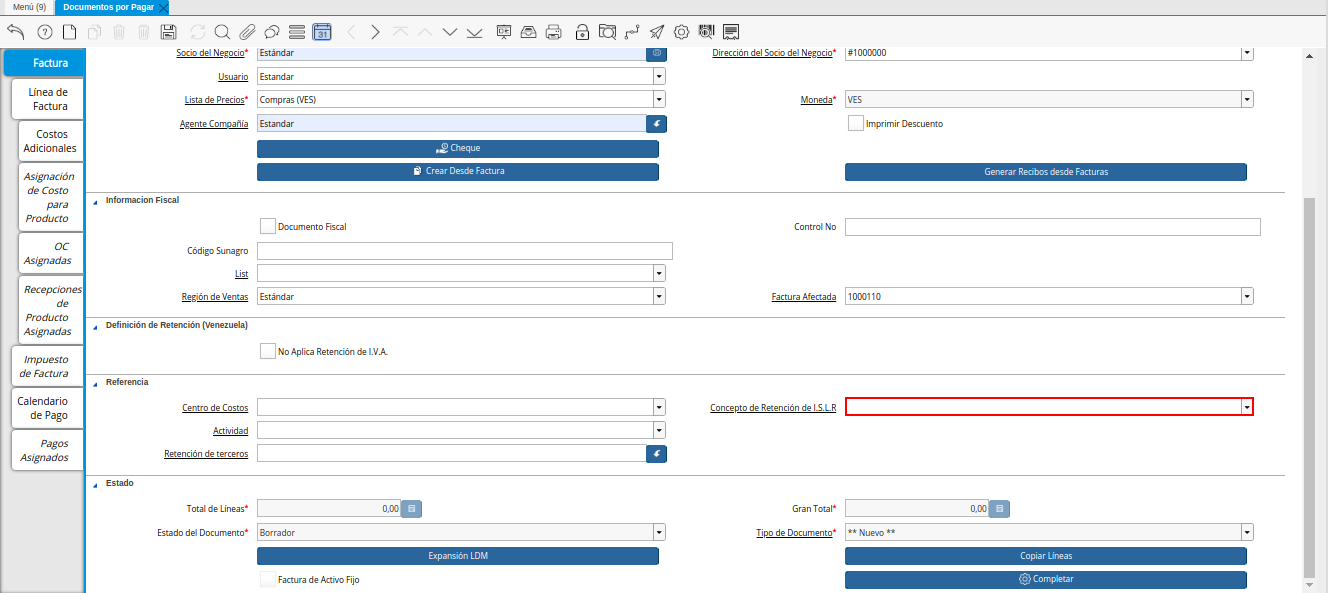 Menú (9) Documentos por Pagar
31
Factura
Línea de
Factura
Costos
Adicionales
Asignación
de Costo
para
Producto
OC
Asignadas
Recepciones
de
Producto
Asignadas
Impuesto
de Factura
Calendario
de Pago
Pagos
Asignados
Socio del Negocio* Estándar Dirección del Socio del Negocio* #1000000
Usuario Estandar
Lista de Precios* Compras (VES) Moneda* VES
Agente Compañía Estandar Imprimir Descuento
Cheque
Crear Desde Factura Generar Recibos desde Facturas
Informacion Fiscal
Documento Fiscal Control No
Código Sunagro
List
Región de Ventas Estándar Factura Afectada 1000110
Definición de Retención (Venezuela)
No Aplica Retención de I.V.A.
Referencia
Centro de Costos Concepto de Retención de I.S.L.R
Actividad
Retención de terceros
Estado
Total de Líneas* 0,00 Gran Total* 0,00
Estado del Documento* Borrador Tipo de Documento* ** Nuevo **
Expansión LDM Copiar Líneas
Factura de Activo Fijo Completar